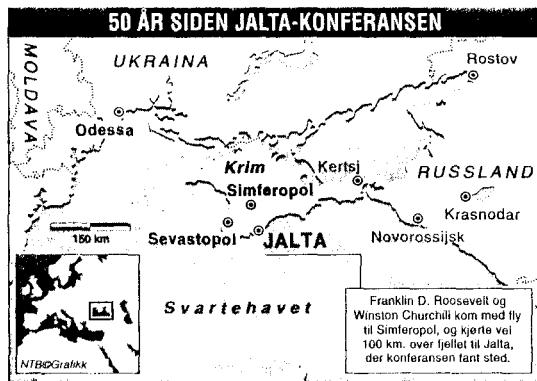 50 ÅR SIDEN JALTA-KONFERANSEN
MOLDAVA
UKRAINA
Rostov
Odessa
Krim
Kertsj
RUSSLAND
Simferopol
Krasnodar
150 km
Sevastopol
JALTA
Novorossijsk
Svartehavet
Franklin D. Roosevelt og
Winston Churchill kom med fly
til Simferopol, og kjørte vel
100 km. over fjellet til Jalta,
der konferansen fant sted.
NTB©Grafikk